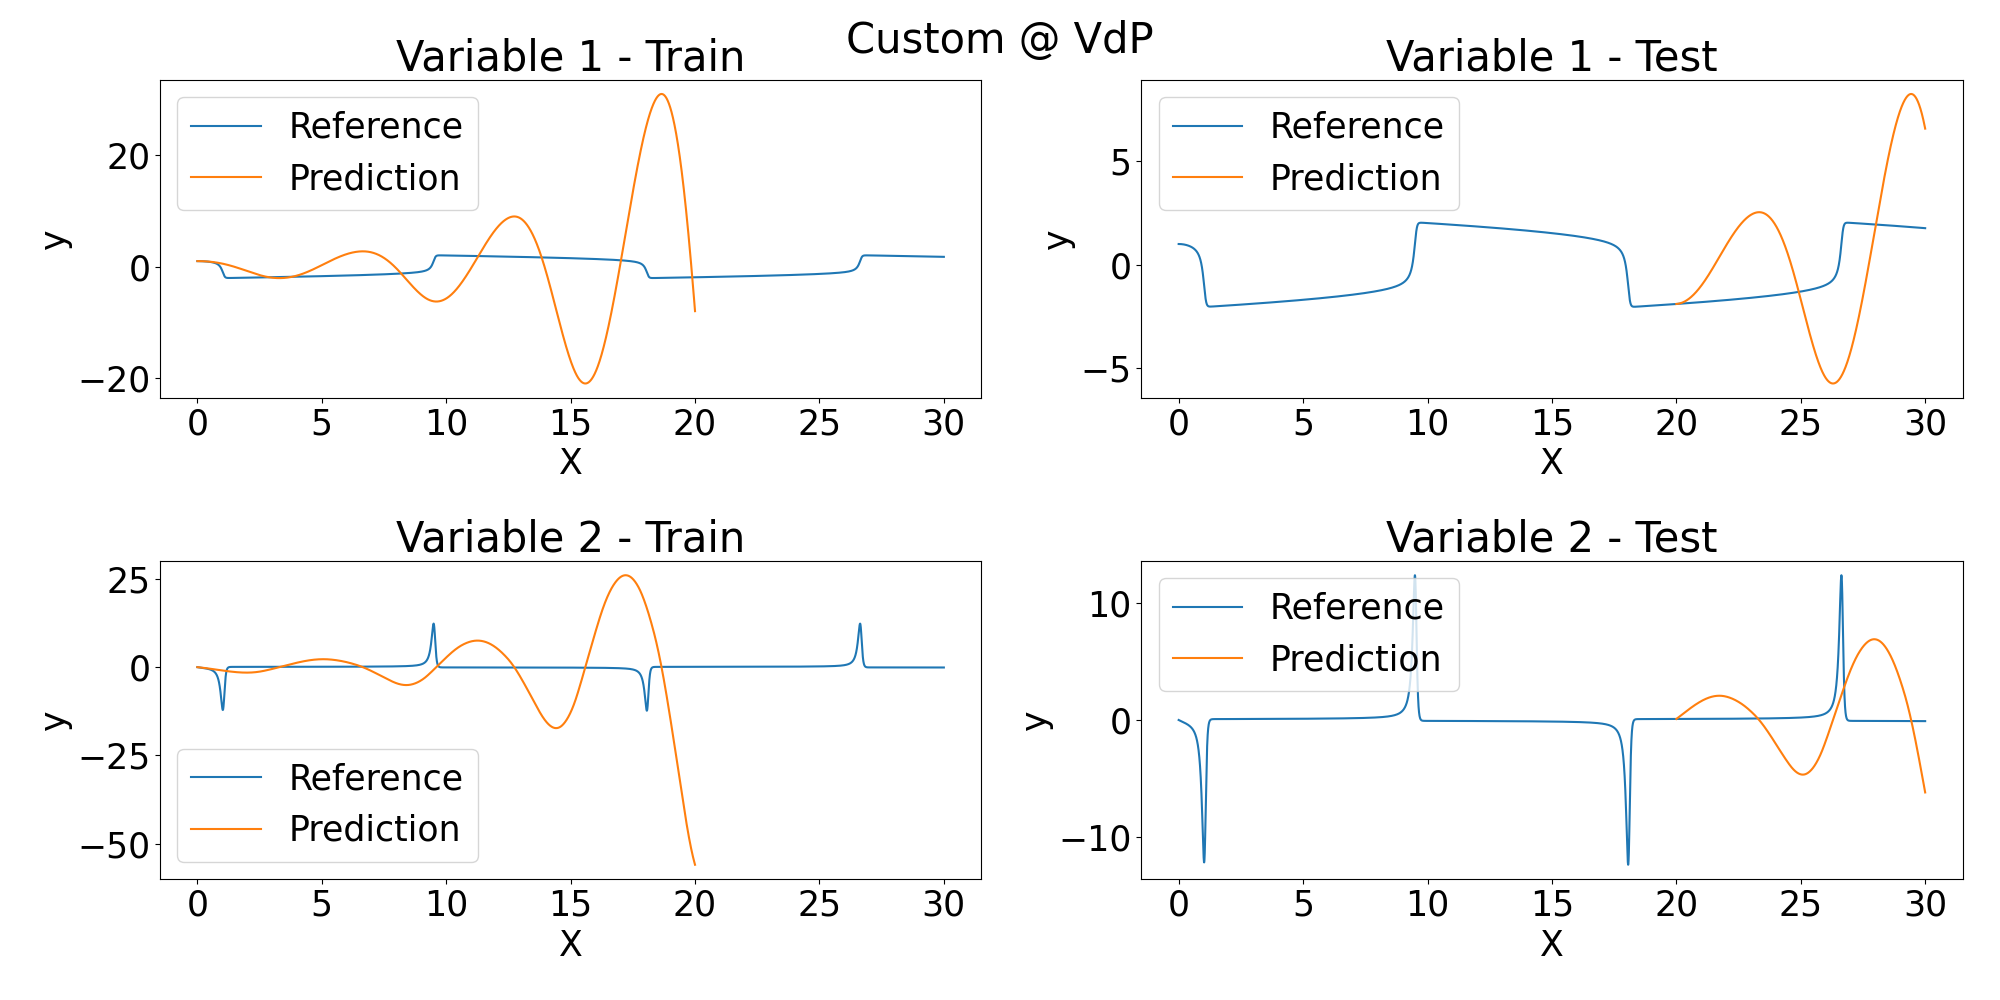 Custom @ VdP
Variable 1 - Train
Reference
Prediction
20
0
−20
y
0 5 10 15 20 25 30
X
Variable 1 - Test
Reference
Prediction
5
0
−5
y
0 5 10 15 20 25 30
X
Variable 2 - Train
25
0
−25
−50
y
Reference
Prediction
0 5 10 15 20 25 30
X
Variable 2 - Test
Reference
Prediction
10
0
−10
y
0 5 10 15 20 25 30
X